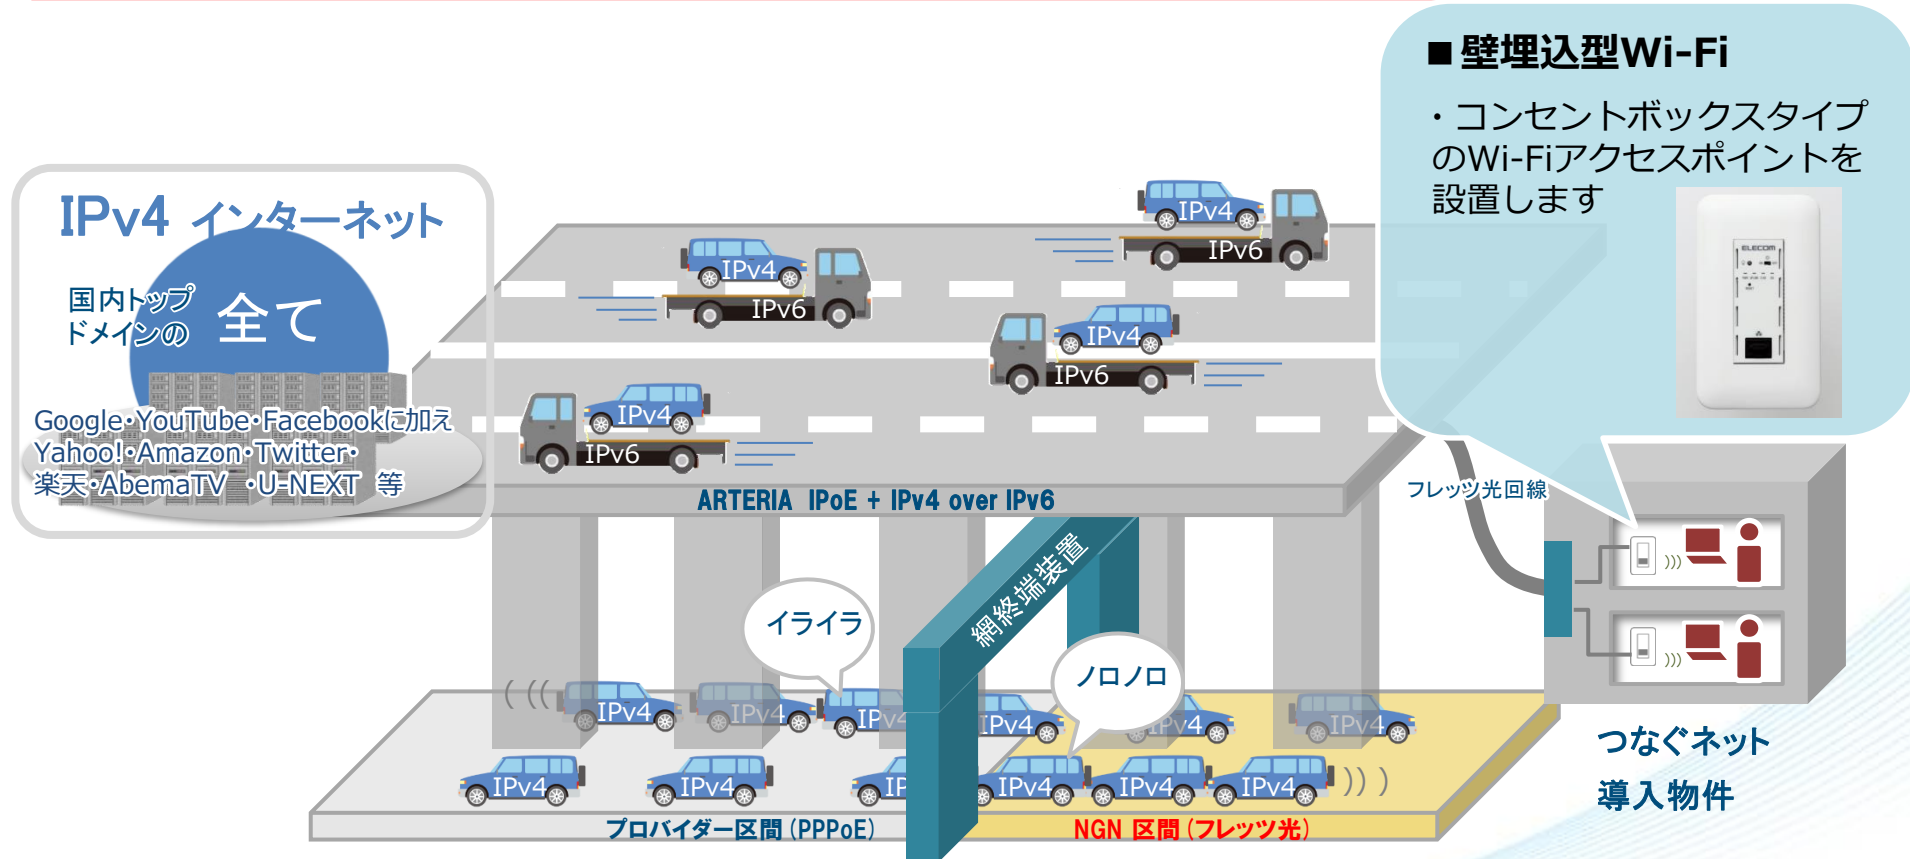 ■壁埋込型Wi-Fi
・コンセントボックスタイプ
のWi-Fiアクセスポイントを
設置します
ELECOM
IPv4 インターネット
国内トップ
ドメインの
全て
Google・YouTube・Facebookに加え
Yahoo!・Amazon・Twitter・
楽天・AbemaTV ・U-NEXT 等
IPv4
IPv6
IPv4
IPv6
IPv4
IPv6
IPv4
IPv6
ARTERIA IPoE + IPv4 over IPv6
フレッツ光回線
網終端装置
イライラ
ノロノロ
IPv4
IPv4
IPv4
IPv4
IPv4
IPv4
IPv4
IPv4
IP
IPv4
IPv4
IPv4
プロバイダー区間(PPPoE)
NGN 区間(フレッツ光)
つなぐネット
導入物件